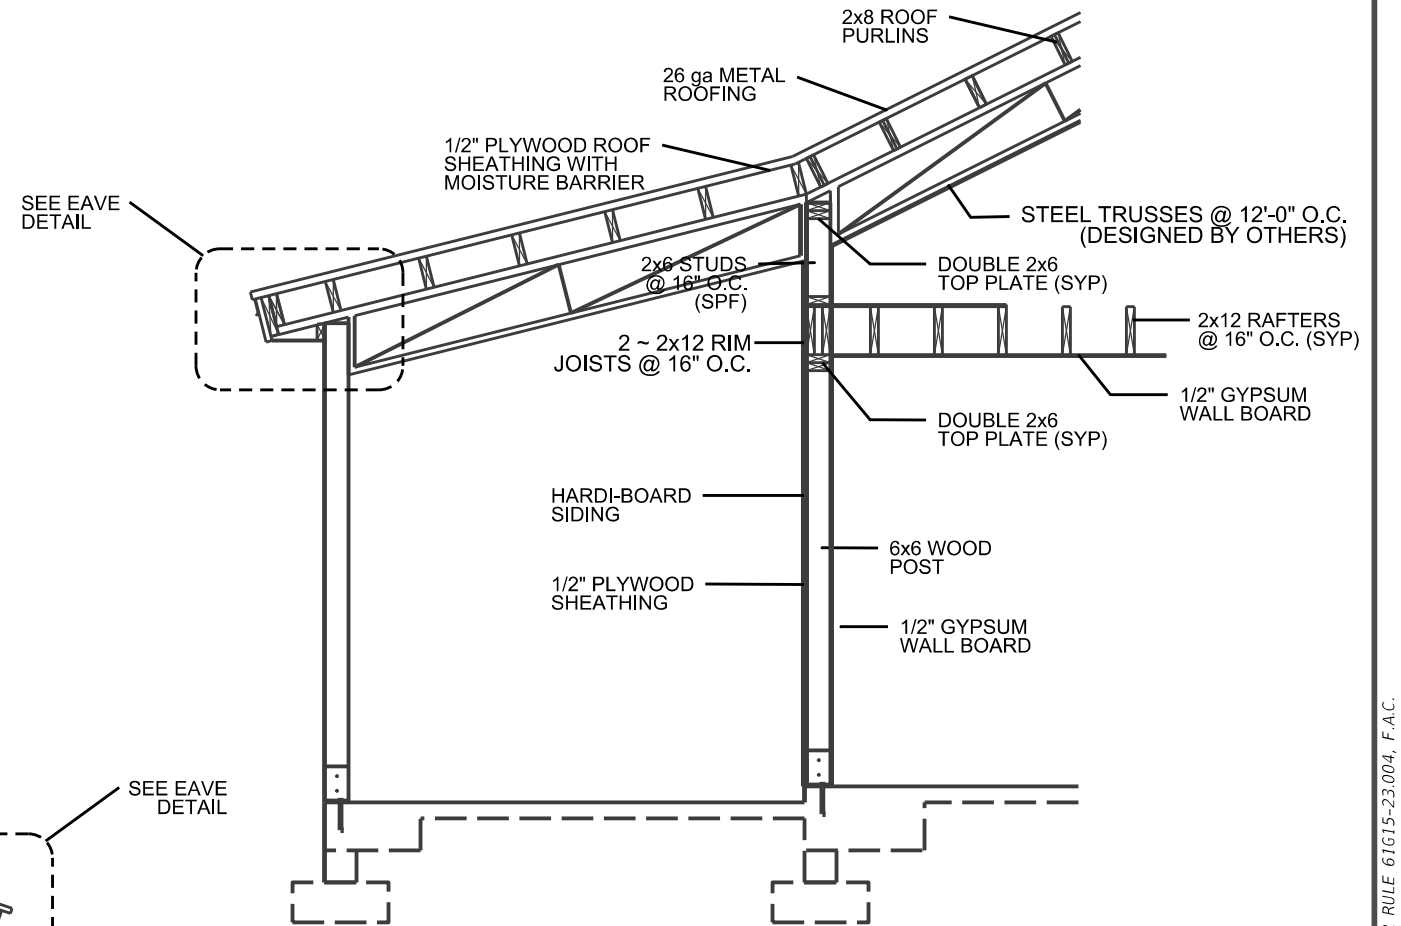 2x8 ROOF
PURLINS
26 ga METAL
ROOFING
1/2" PLYWOOD ROOF
SHEATHING WITH
MOISTURE BARRIER
SEE EAVE
DETAIL
STEEL TRUSSES @ 12'-0" O.C.
(DESIGNED BY OTHERS)
2x6 STUDS
@ 16" O.C.
(SPF)
DOUBLE 2x6
TOP PLATE (SYP)
2 ~ 2x12 RIM
JOISTS @ 16" O.C.
2x12 RAFTERS
@ 16" O.C. (SYP)
1/2" GYPSUM
WALL BOARD
DOUBLE 2x6
TOP PLATE (SYP)
HARDI-BOARD
SIDING
6x6 WOOD
POST
1/2" PLYWOOD
SHEATHING
1/2" GYPSUM
WALL BOARD
SEE EAVE
DETAIL
RULE 61G15-23.004, F.A.C.